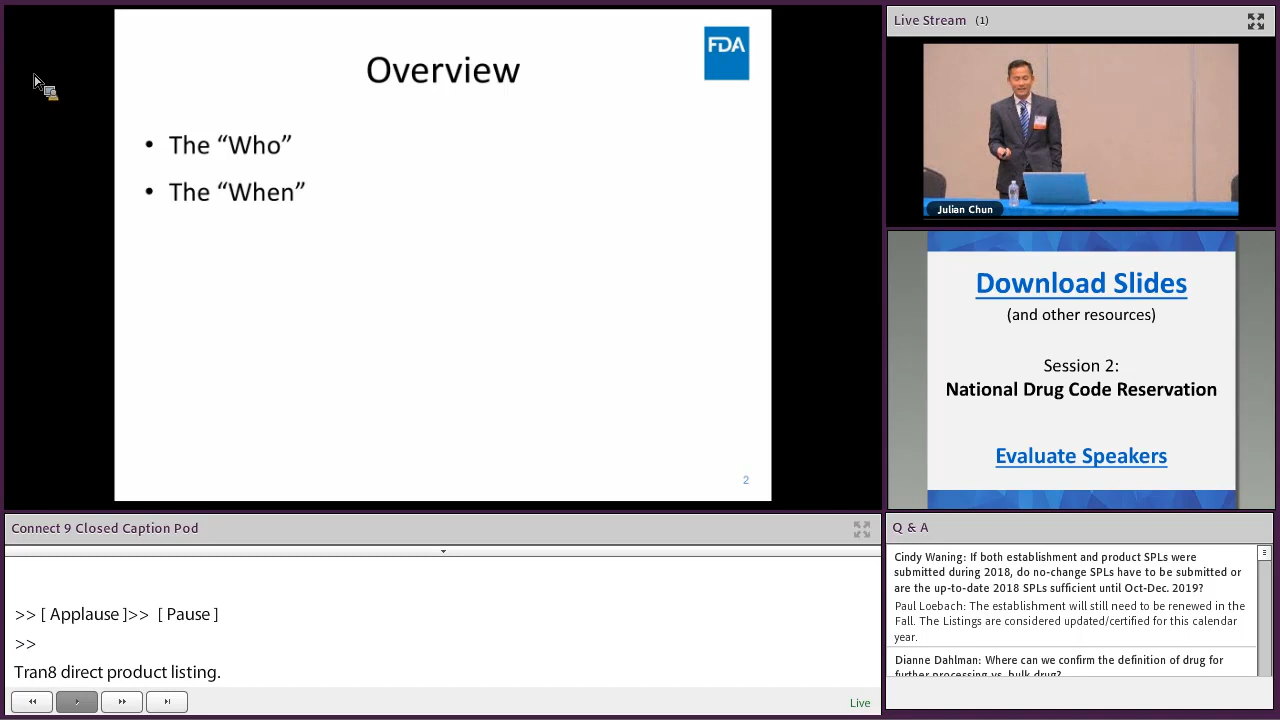 FDA
Overview
• The “Who”
• The “When”
2
Live Stream (1)
Julian Chun
Download Slides
(and other resources)
Session 2:
National Drug Code Reservation
Evaluate Speakers
Connect 9 Closed Caption Pod
>> [ Applause ]>> [ Pause ]
>>
Tran8 direct product listing.
Live
Q & A
Cindy Waning: If both establishment and product SPLs were
submitted during 2018, do no-change SPLs have to be submitted or
are the up-to-date 2018 SPLs sufficient until Oct-Dec. 2019?
Paul Loebach: The establishment will still need to be renewed in the
Fall. The Listings are considered updated/certified for this calendar
year.
Dianne Dahlman: Where can we confirm the definition of drug for
further processing vs. bulk drug?